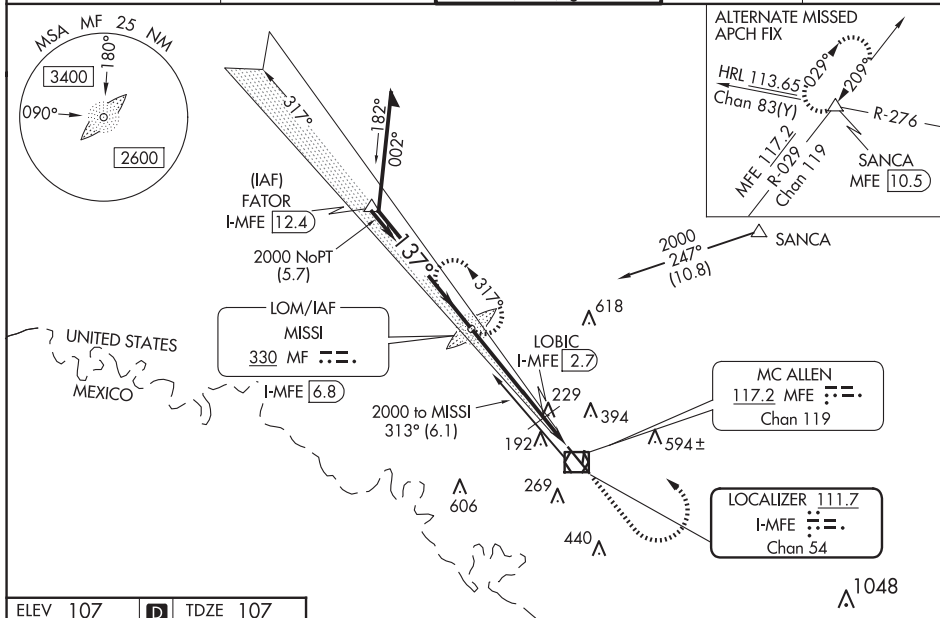 MSA MF 25 NM
180°
3400
090°
2600
ALTERNATE MISSED
APCH FIX
HRL 113.65
Chan 83(Y)
029°
209°
R-276
MFE 117.2
R-029
Chan 119
SANCA
MFE 10.5
317°
182°
002°
(IAF)
FATOR
I-MFE 12.4
2000 NoPT
(5.7)
137°
317°
2000
247°
(10.8)
SANCA
618
LOM/IAF
MISSI
330 MF
I-MFE 6.8
UNITED STATES
MEXICO
LOBIC
I-MFE 2.7
2000 to MISSI
313° (6.1)
229
394
192
594±
MC ALLEN
117.2 MFE
Chan 119
269
606
440
LOCALIZER 111.7
I-MFE
Chan 54
1048
ELEV 107 D TDZE 107